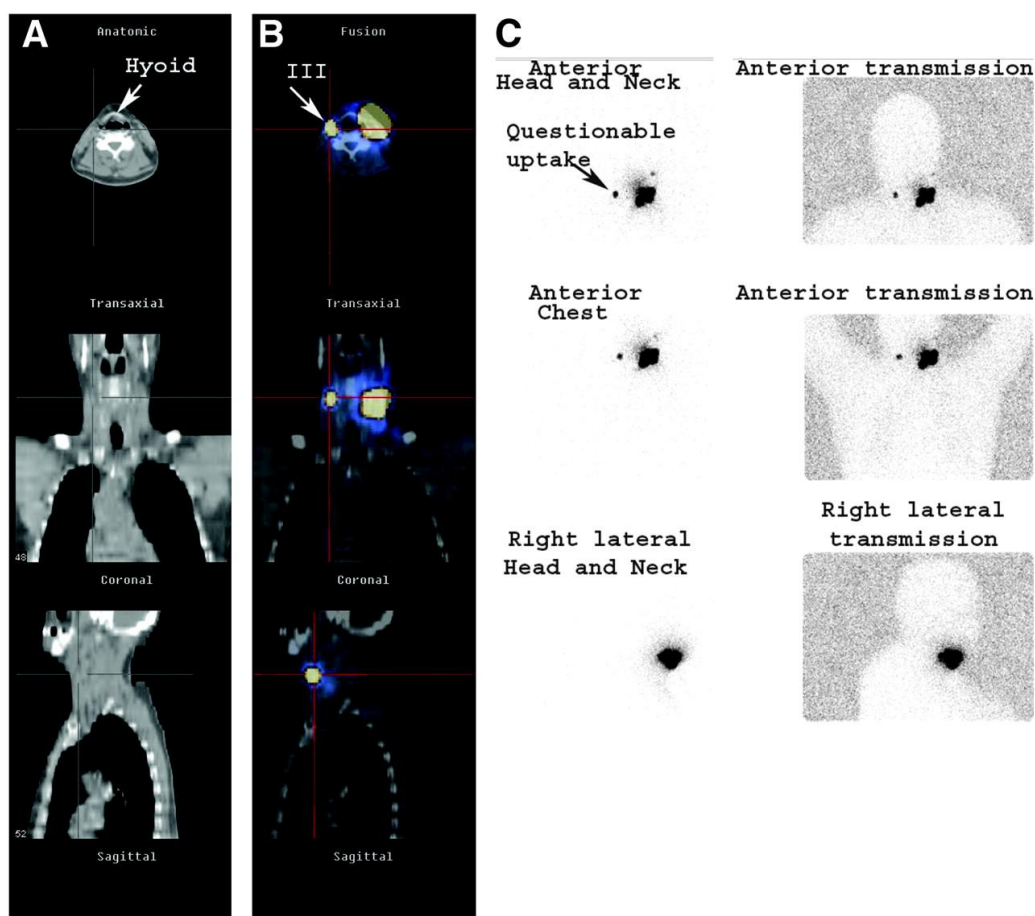 A
Anatomic
Hyoid
Transaxial
48
Coronal
52
Sagittal
B
Fusion
III
Transaxial
Coronal
Sagittal
C
Anterior
Head and Neck
Anterior transmission
Questionable
uptake
Anterior
Chest
Anterior transmission
Right lateral
Head and Neck
Right lateral
transmission